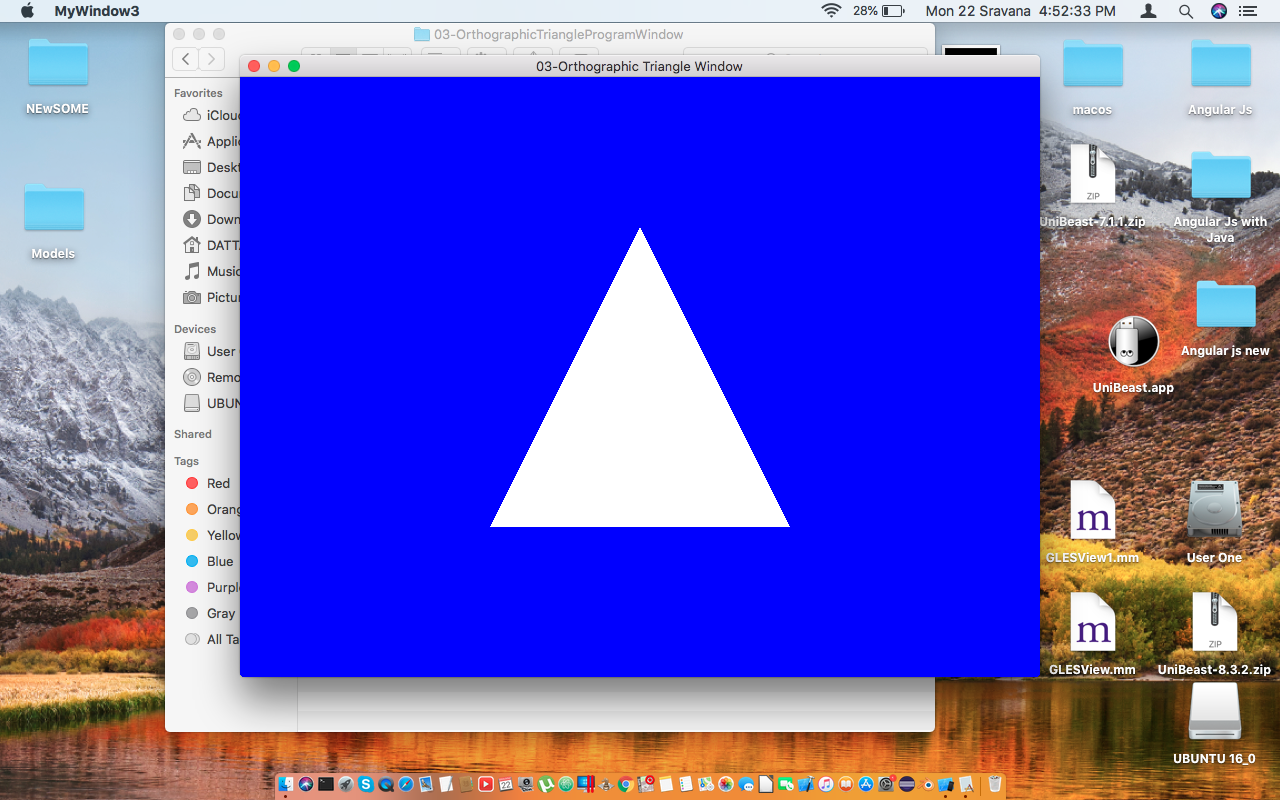 MyWindow3
28%
Mon 22 Sravana 4:52:33 PM
03-OrthographicTriangleProgramWindow
03-Orthographic Triangle Window
Favorites
iClou
Applic
Deskt
Docu
Down
DATT
Music
Pictur
Devices
User
Remo
UBUN
Shared
Tags
Red
Orang
Yellow
Blue
Purpl
Gray
All Ta
NEwSOME
Models
macos
Angular Js
ZIP
UniBeast-7.1.1.zip
Angular Js with
Java
Angular js new
UniBeast.app
m
GLESView1.mm
User One
m
GLESView.mm
ZIP
UniBeast-8.3.2.zip
UBUNTU 16_0